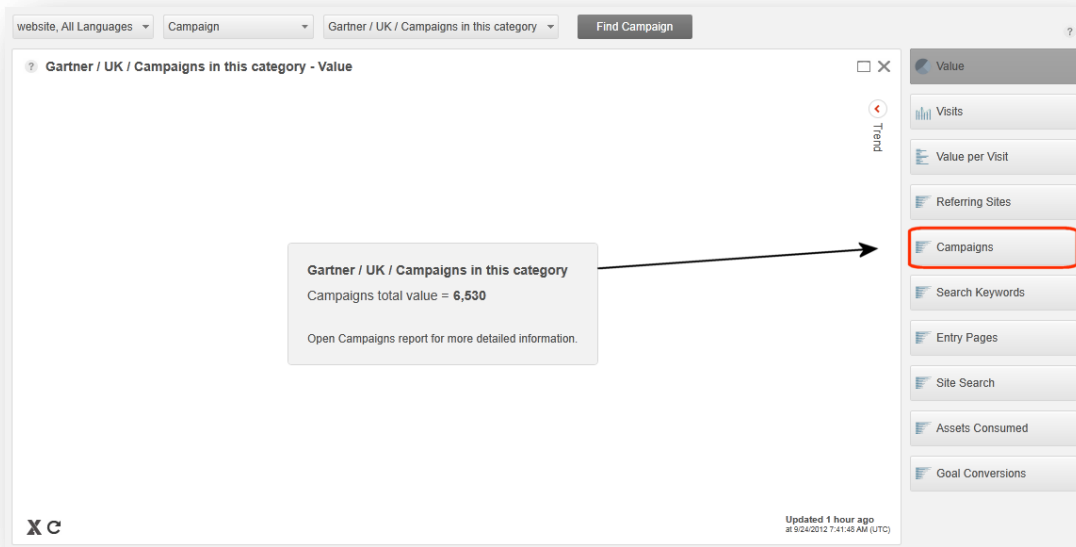 website, All Languages
Campaign
Gartner / UK / Campaigns in this category
Find Campaign
?
? Gartner / UK / Campaigns in this category - Value
Trend
Gartner / UK / Campaigns in this category
Campaigns total value = 6,530
Open Campaigns report for more detailed information.
Updated 1 hour ago
at 9/24/2012 7:41:48 AM (UTC)
Value
Visits
Value per Visit
Referring Sites
Campaigns
Search Keywords
Entry Pages
Site Search
Assets Consumed
Goal Conversions